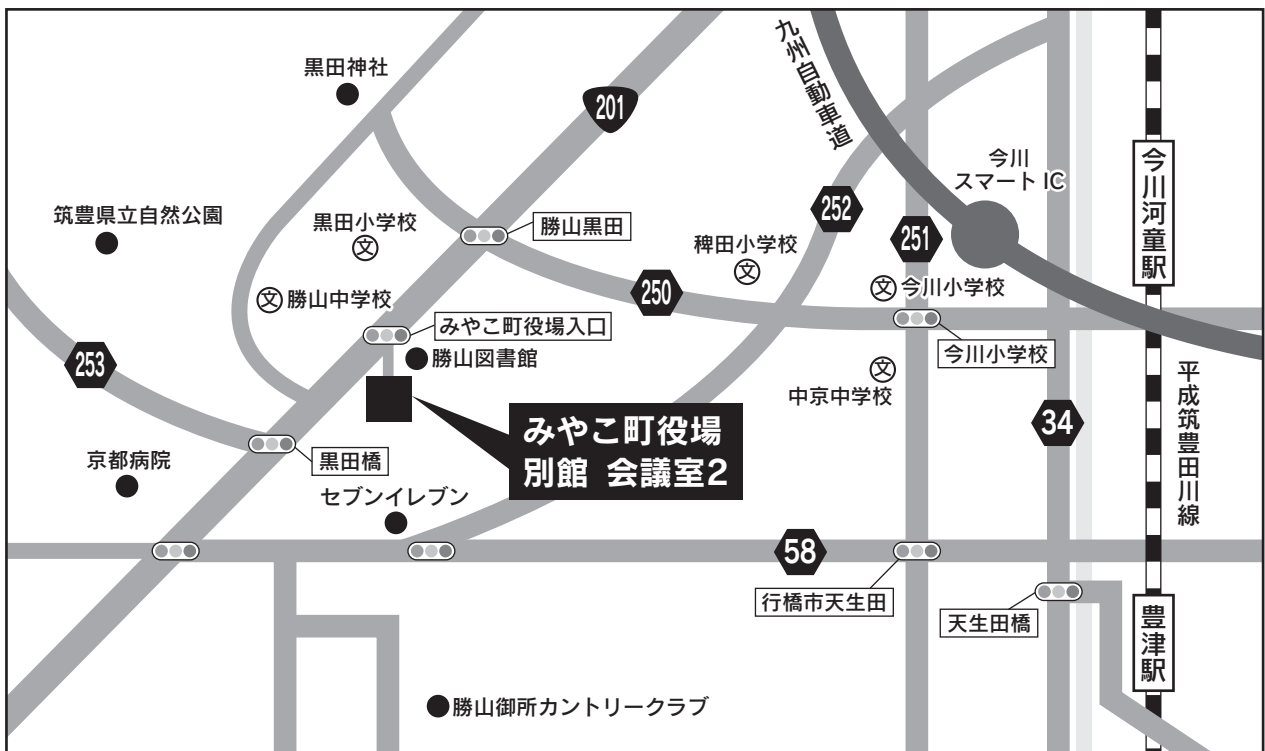 黒田神社
201
九州自動車道
今川
スマート IC
今川河童駅
筑豊県立自然公園
黒田小学校
勝山黒田
稗田小学校
252
251
勝山中学校
250
今川小学校
みやこ町役場入口
勝山図書館
今川小学校
253
中京中学校
平成筑豊田川線
みやこ町役場
別館 会議室2
34
黒田橋
京都病院
セブンイレブン
58
行橋市天生田
天生田橋
豊津駅
勝山御所カントリークラブ
文
文
文
文
文